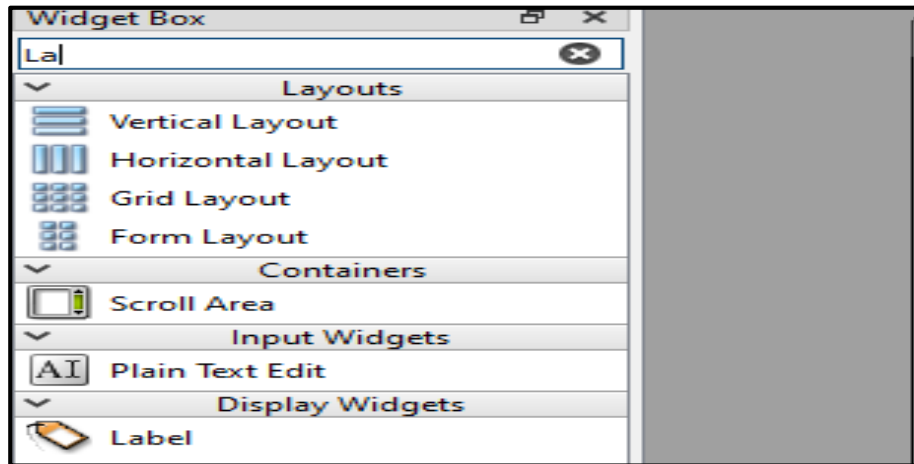 Widget Box
La
Layouts
Vertical Layout
Horizontal Layout
Grid Layout
Form Layout
Containers
Scroll Area
Input Widgets
AI Plain Text Edit
Display Widgets
Label